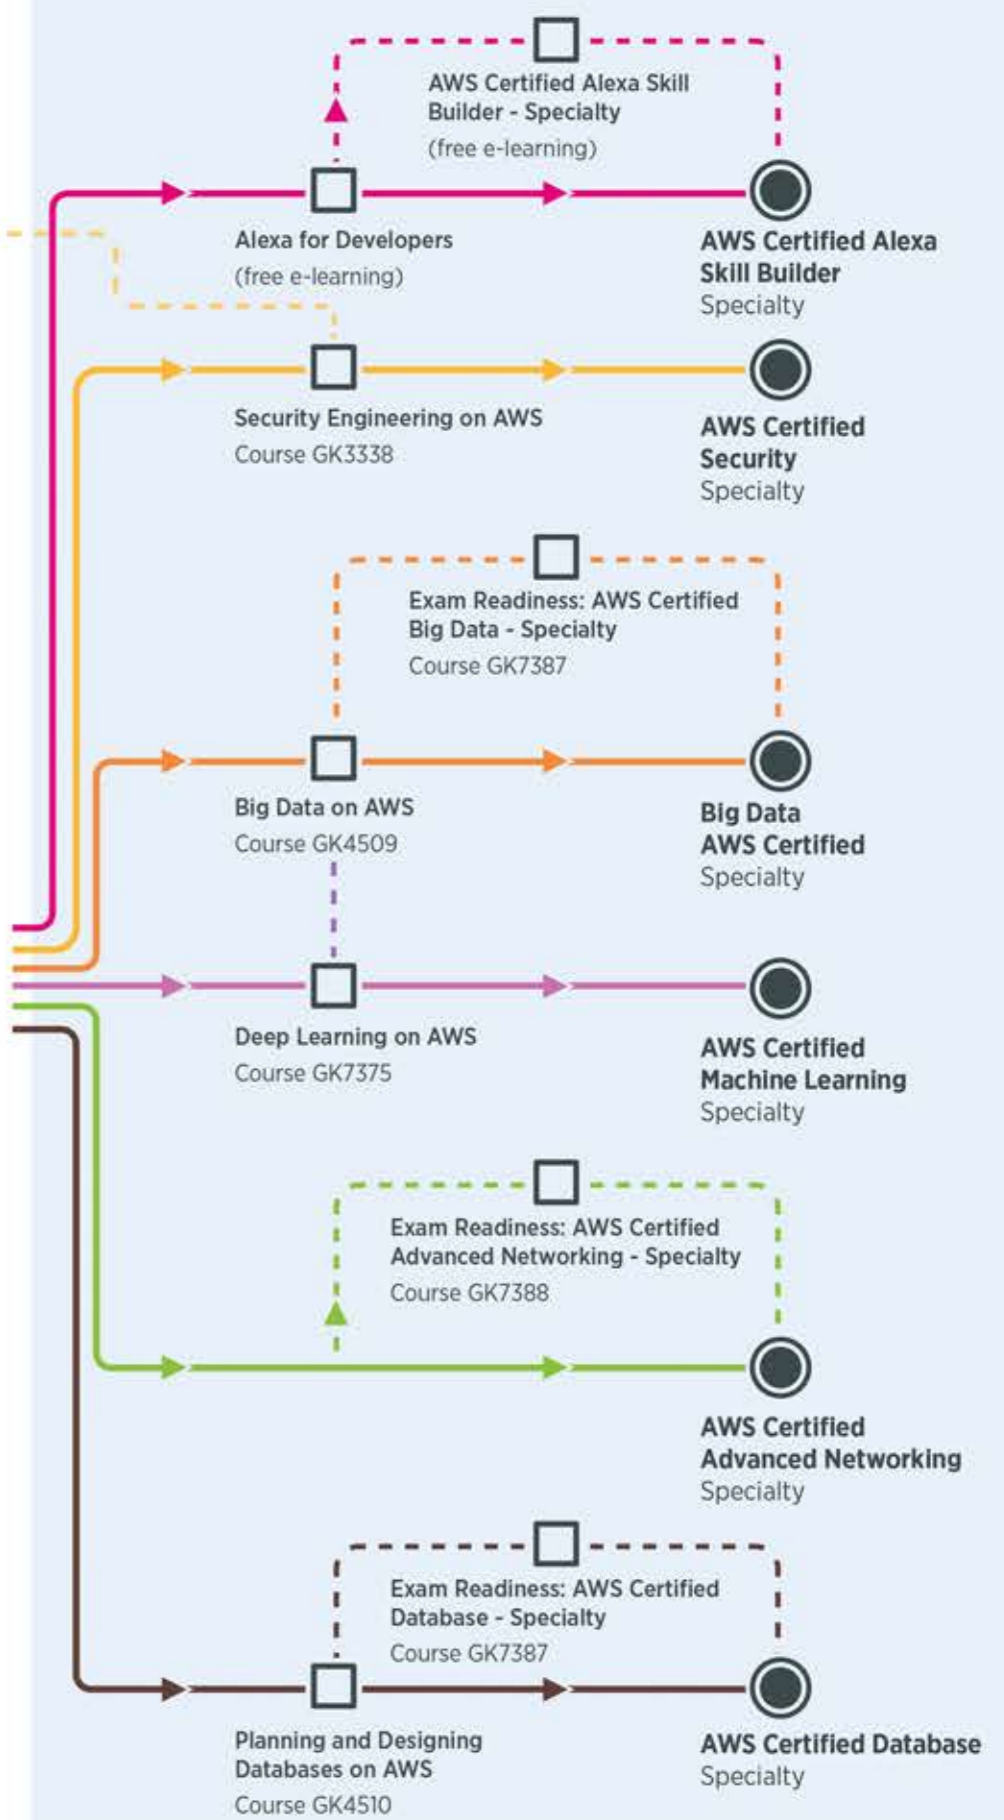 AWS Certified Alexa Skill
Builder - Specialty
(free e-learning)
Alexa for Developers
(free e-learning)
AWS Certified Alexa
Skill Builder
Specialty
Security Engineering on AWS
Course GK3338
AWS Certified
Security
Specialty
Exam Readiness: AWS Certified
Big Data - Specialty
Course GK7387
Big Data on AWS
Course GK4509
Big Data
AWS Certified
Specialty
Deep Learning on AWS
Course GK7375
AWS Certified
Machine Learning
Specialty
Exam Readiness: AWS Certified
Advanced Networking - Specialty
Course GK7388
AWS Certified
Advanced Networking
Specialty
Exam Readiness: AWS Certified
Database - Specialty
Course GK7387
Planning and Designing
Databases on AWS
Course GK4510
AWS Certified Database
Specialty